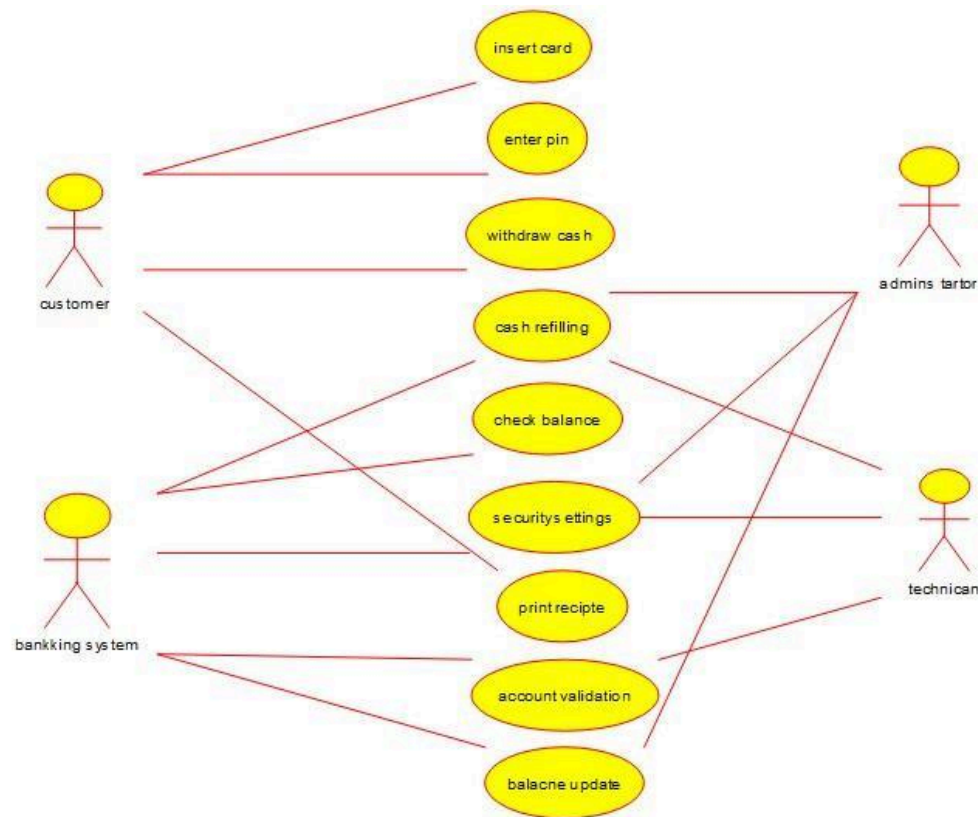 insert card
enter pin
customer
withdraw cash
admins tartor
cash refilling
check balance
bankking system
securitys ettings
technican
print recipte
account validation
balacne update